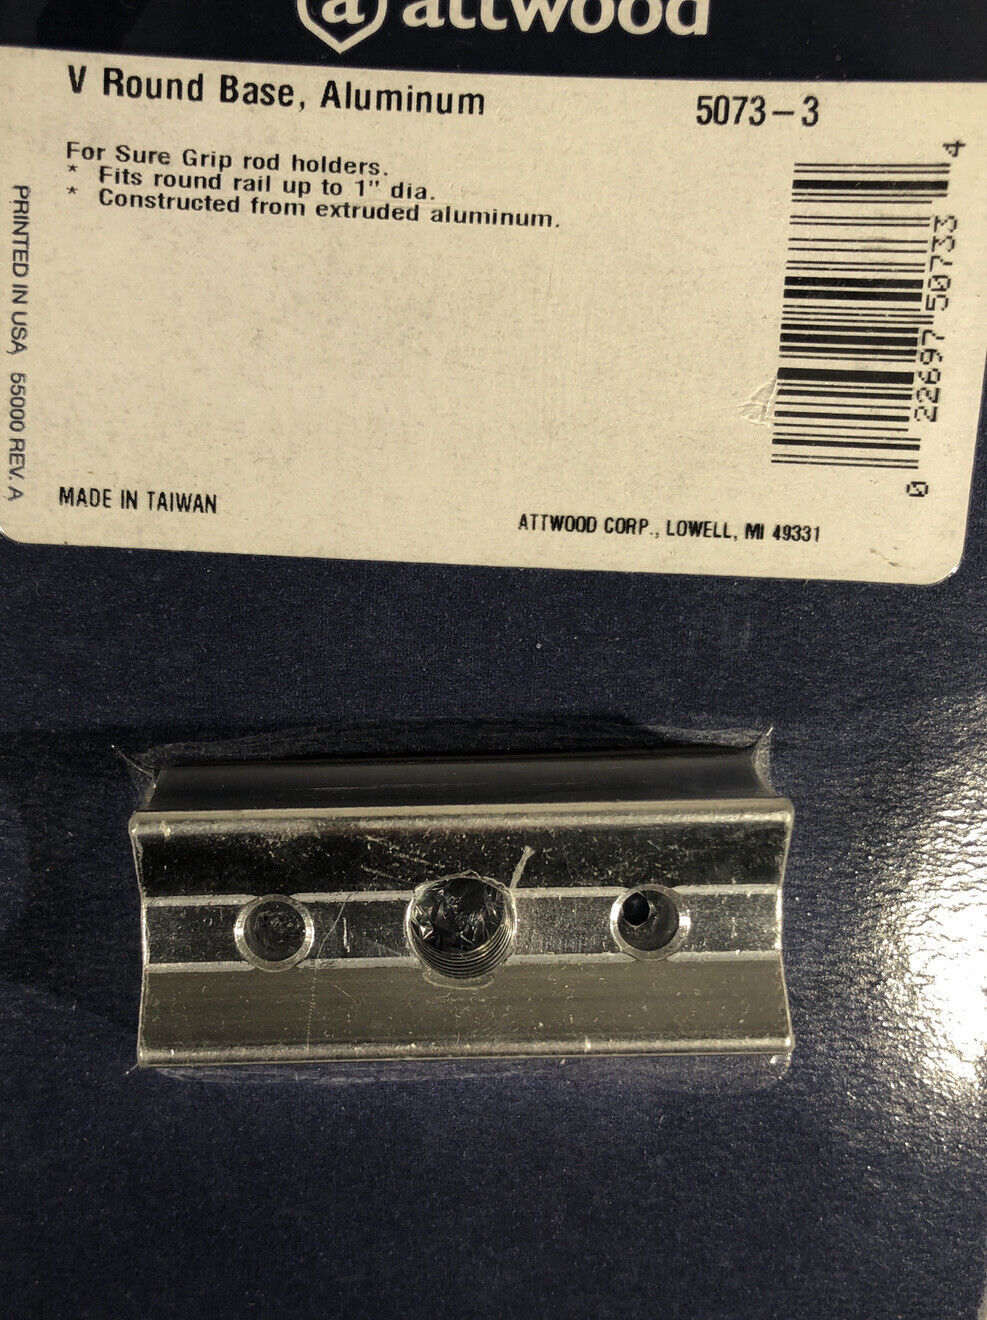 a attwood
V Round Base, Aluminum
5073-3
For Sure Grip rod holders.
* Fits round rail up to 1" dia.
* Constructed from extruded aluminum.
PRINTED IN USA 55000 REV. A
0 22697 50733 4
MADE IN TAIWAN
ATTWOOD CORP., LOWELL, MI 49331